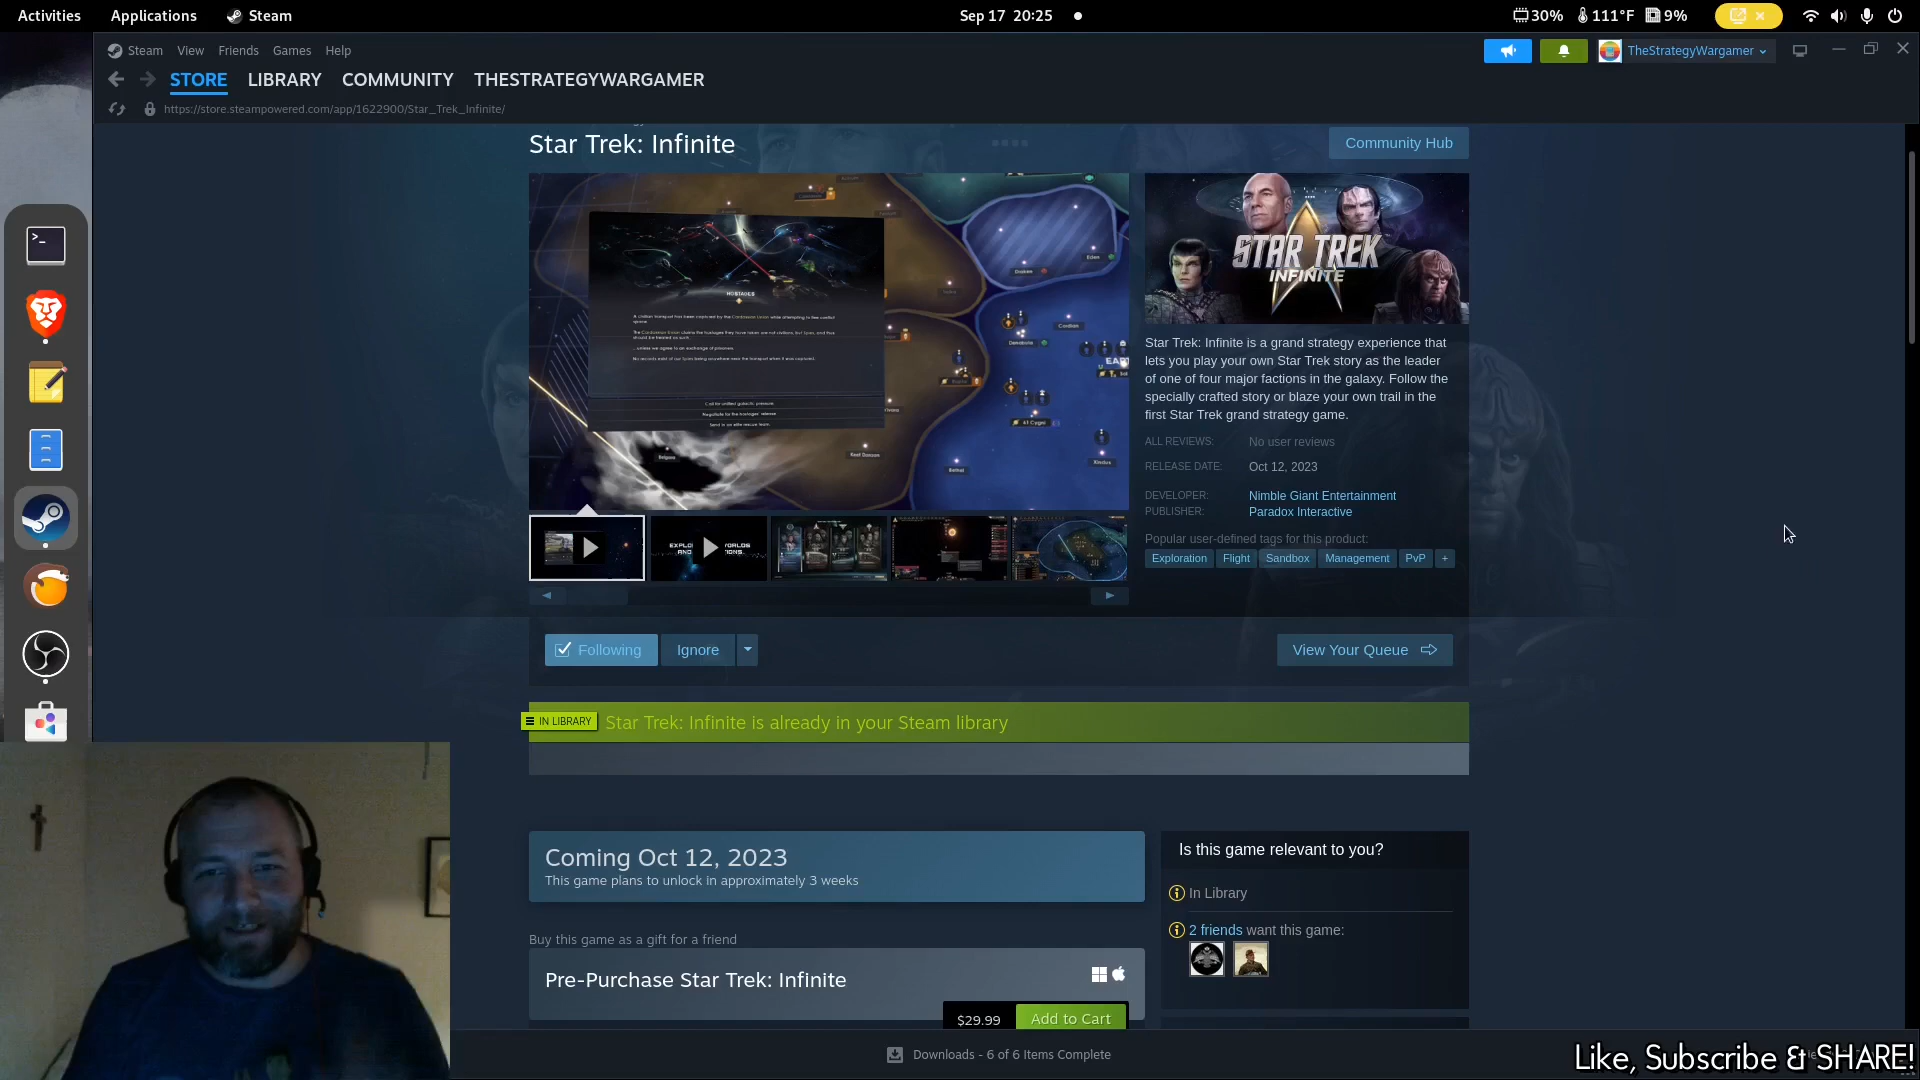 Activities Applications Steam Sep 17 20:25 30% 111°F 9%
Steam View Friends Games Help TheStrategyWargamer
STORE LIBRARY COMMUNITY THESTRATEGYWARGAMER
https://store.steampowered.com/app/1622900/Star_Trek_Infinite/
Star Trek: Infinite
Community Hub
HOSTAGES
STAR TREK
INFINITE
Star Trek: Infinite is a grand strategy experience that
lets you play your own Star Trek story as the leader
of one of four major factions in the galaxy. Follow the
specially crafted story or blaze your own trail in the
first Star Trek grand strategy game.
ALL REVIEWS: No user reviews
RELEASE DATE: Oct 12, 2023
DEVELOPER: Nimble Giant Entertainment
PUBLISHER: Paradox Interactive
Popular user-defined tags for this product:
Exploration Flight Sandbox Management PvP +
Following Ignore View Your Queue
IN LIBRARY Star Trek: Infinite is already in your Steam library
Coming Oct 12, 2023
This game plans to unlock in approximately 3 weeks
Is this game relevant to you?
In Library
2 friends want this game:
Buy this game as a gift for a friend
Pre-Purchase Star Trek: Infinite
$29.99 Add to Cart
Downloads - 6 of 6 Items Complete
Like, Subscribe & SHARE!